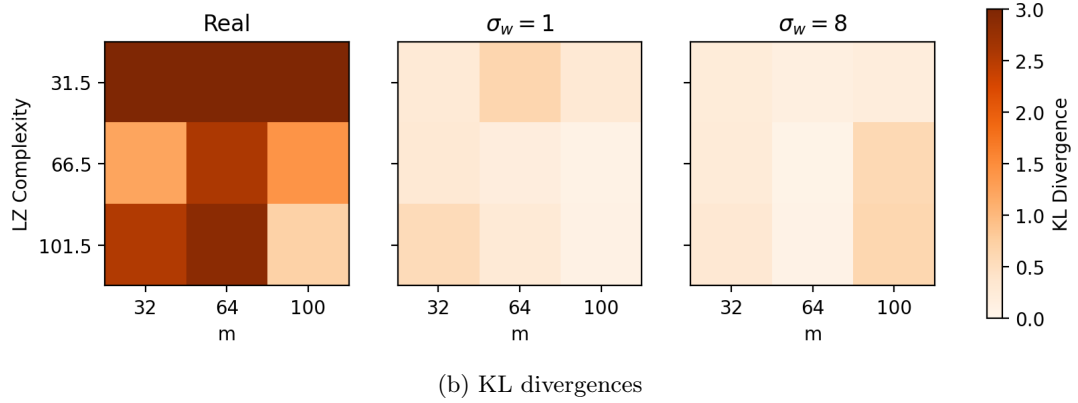 Real
σ_w = 1
σ_w = 8
LZ Complexity
31.5
66.5
101.5
32 64 100
m
32 64 100
m
32 64 100
m
3.0
2.5
2.0
1.5
1.0
0.5
0.0
KL Divergence
(b) KL divergences